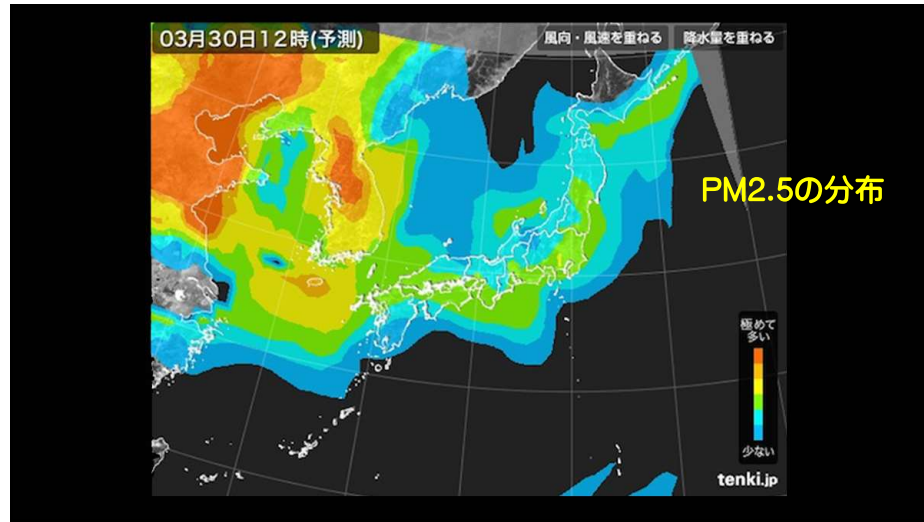 03月30日12時(予測)
風向・風速を重ねる
降水量を重ねる
PM2.5の分布
極めて
多い
少ない
tenki.jp